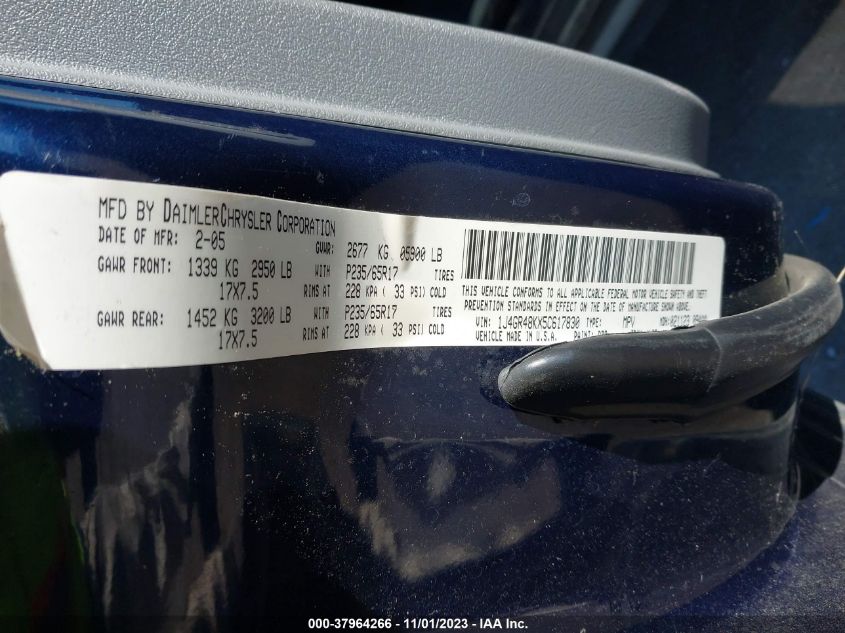 MFD BY DAIMLERCHRYSLER CORPORATION
DATE OF MFR: 2-05 GVWR: 2677 KG 05900 LB
GAWR FRONT: 1339 KG 2950 LB WITH P235/65R17 TIRES
17X7.5 RIMS AT 228 KPA ( 33 PSI) COLD
GAWR REAR: 1452 KG 3200 LB WITH P235/65R17 TIRES
17X7.5 RIMS AT 228 KPA ( 33 PSI) COLD
THIS VEHICLE CONFORMS TO ALL APPLICABLE FEDERAL MOTOR VEHICLE SAFETY AND THEFT
PREVENTION STANDARDS IN EFFECT ON THE DATE OF MANUFACTURE SHOWN ABOVE.
VIN: 1J4GR48KX5C617830 TYPE: MPV MDH:
VEHICLE MADE IN U.S.A.
000-37964266 - 11/01/2023 - IAA Inc.